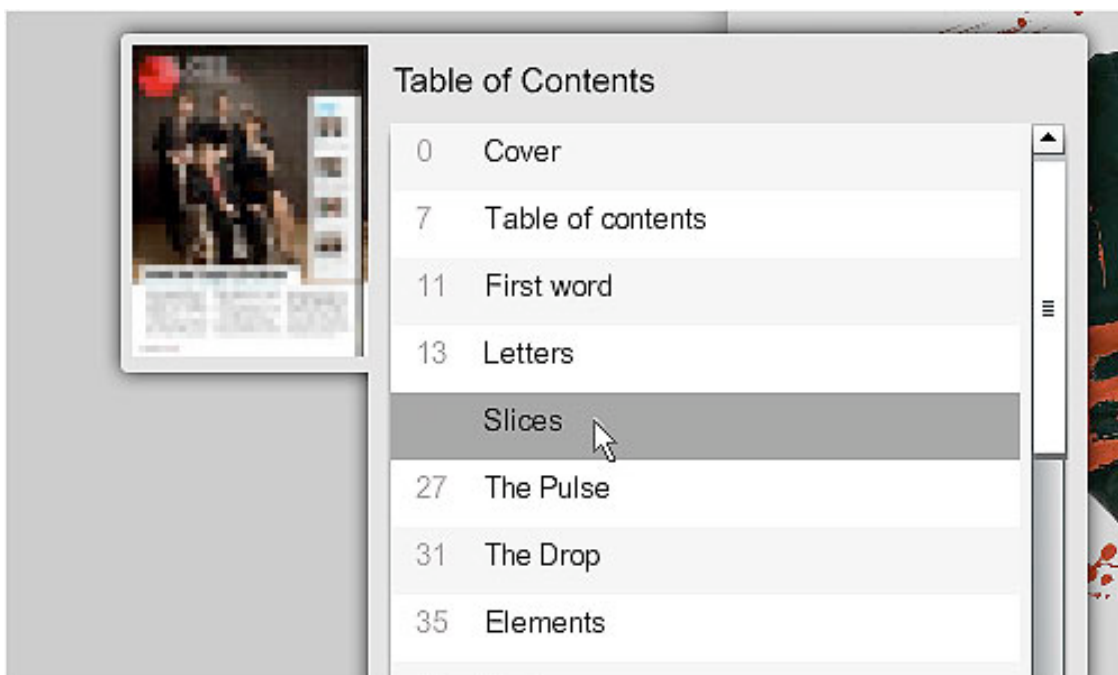 Table of Contents
0 Cover
7 Table of contents
11 First word
13 Letters
Slices
27 The Pulse
31 The Drop
35 Elements